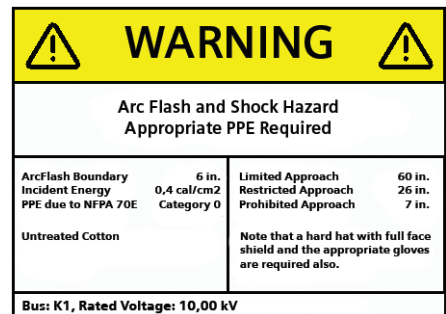 WARNING
Arc Flash and Shock Hazard
Appropriate PPE Required
ArcFlash Boundary 6 in.
Incident Energy 0,4 cal/cm2
PPE due to NFPA 70E Category 0
Untreated Cotton
Limited Approach 60 in.
Restricted Approach 26 in.
Prohibited Approach 7 in.
Note that a hard hat with full face
shield and the appropriate gloves
are required also.
Bus: K1, Rated Voltage: 10,00 kV